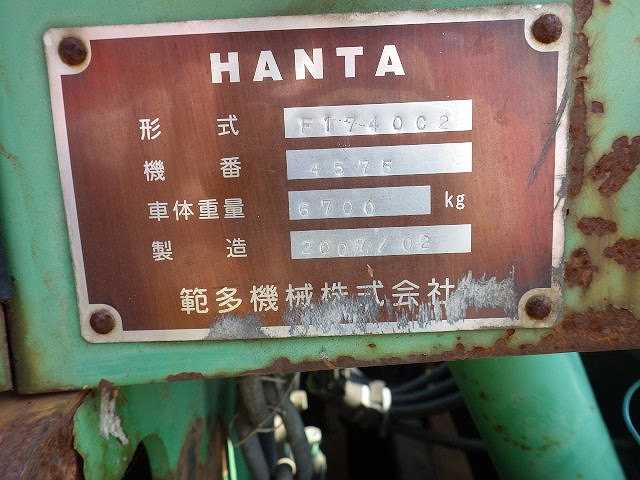 HANTA
形式 F1740C2
機番 4575
車体重量 6700 kg
製造 2007/02
範多機械株式会社